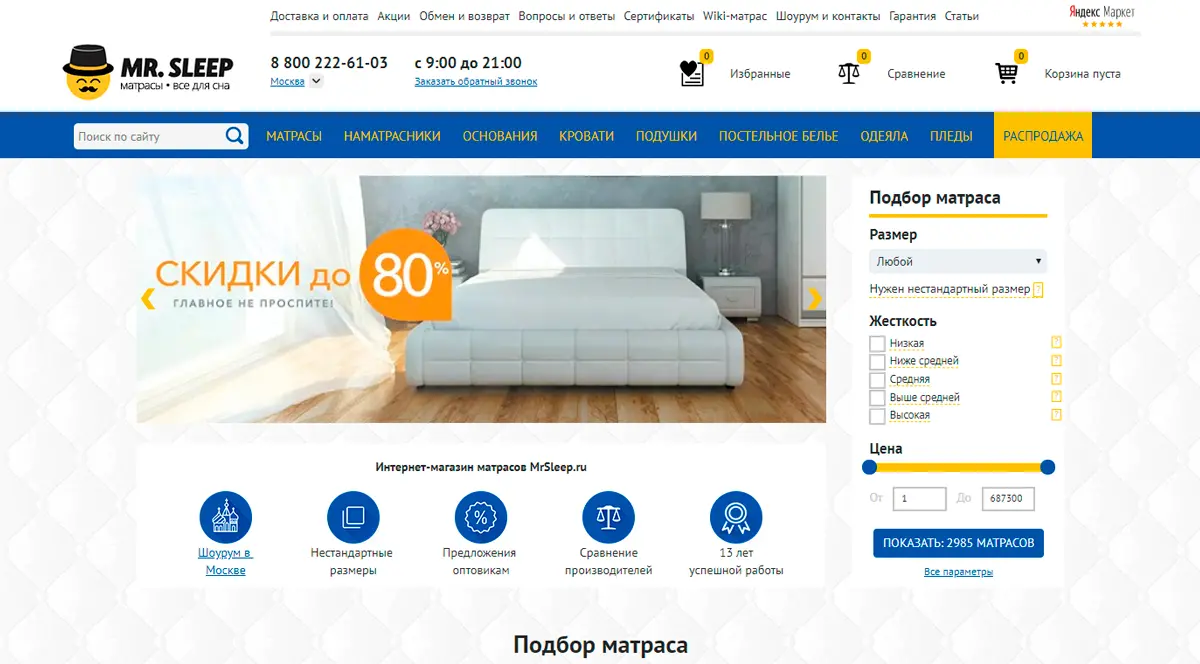 Доставка и оплата Акции Обмен и возврат Вопросы и ответы Сертификаты Wiki-матрас Шоурум и контакты Гарантия Статьи
Яндекс Маркет
MR. SLEEP
матрасы • все для сна
8 800 222-61-03
Москва
с 9:00 до 21:00
Заказать обратный звонок
0
Избранные
0
Сравнение
0
Корзина пуста
Поиск по сайту
МАТРАСЫ НАМАТРАСНИКИ ОСНОВАНИЯ КРОВАТИ ПОДУШКИ ПОСТЕЛЬНОЕ БЕЛЬЕ ОДЕЯЛА ПЛЕДЫ РАСПРОДАЖА
СКИДКИ до 80%
ГЛАВНОЕ НЕ ПРОСПИТЕ!
Подбор матраса
Размер
Любой
Нужен нестандартный размер ?
Жесткость
Низкая ?
Ниже средней ?
Средняя ?
Выше средней ?
Высокая ?
Цена
От 1 До 687300
ПОКАЗАТЬ: 2985 МАТРАСОВ
Все параметры
Интернет-магазин матрасов MrSleep.ru
Шоурум в
Москве
Нестандартные
размеры
%
Предложения
оптовикам
Сравнение
производителей
13 лет
успешной работы
Подбор матраса